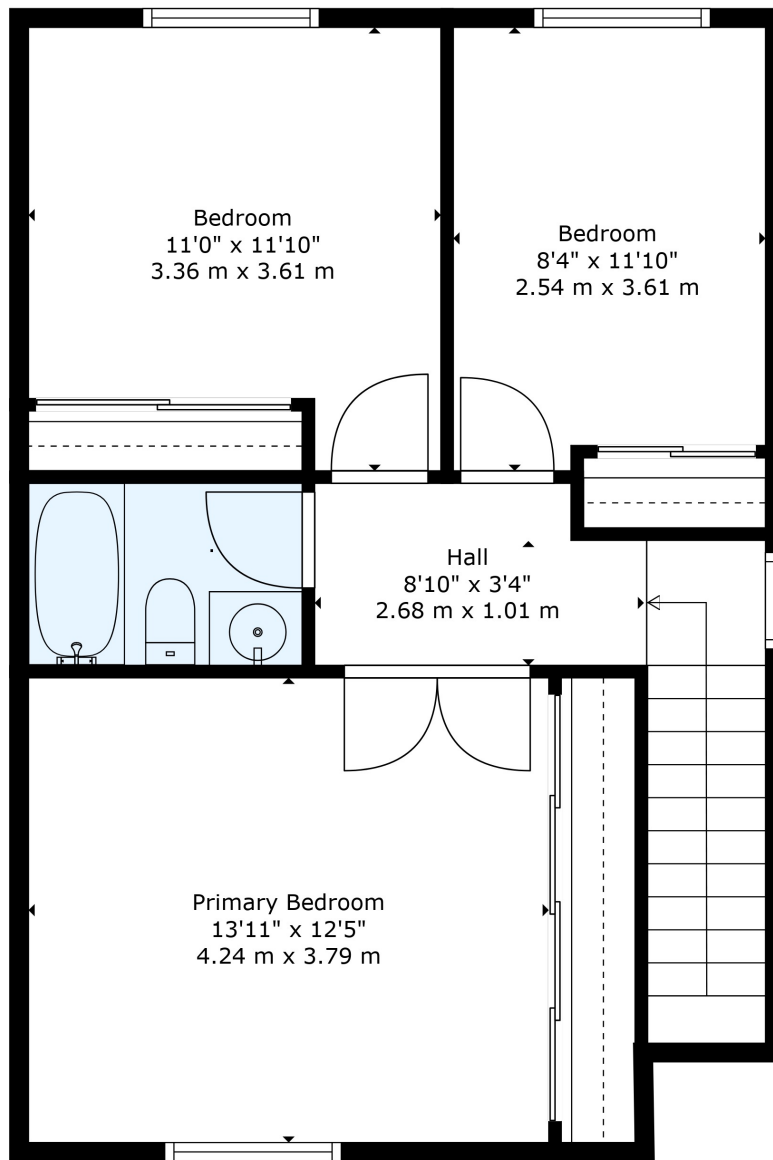 Bedroom
11'0" x 11'10"
3.36 m x 3.61 m
Bedroom
8'4" x 11'10"
2.54 m x 3.61 m
Hall
8'10" x 3'4"
2.68 m x 1.01 m
Primary Bedroom
13'11" x 12'5"
4.24 m x 3.79 m